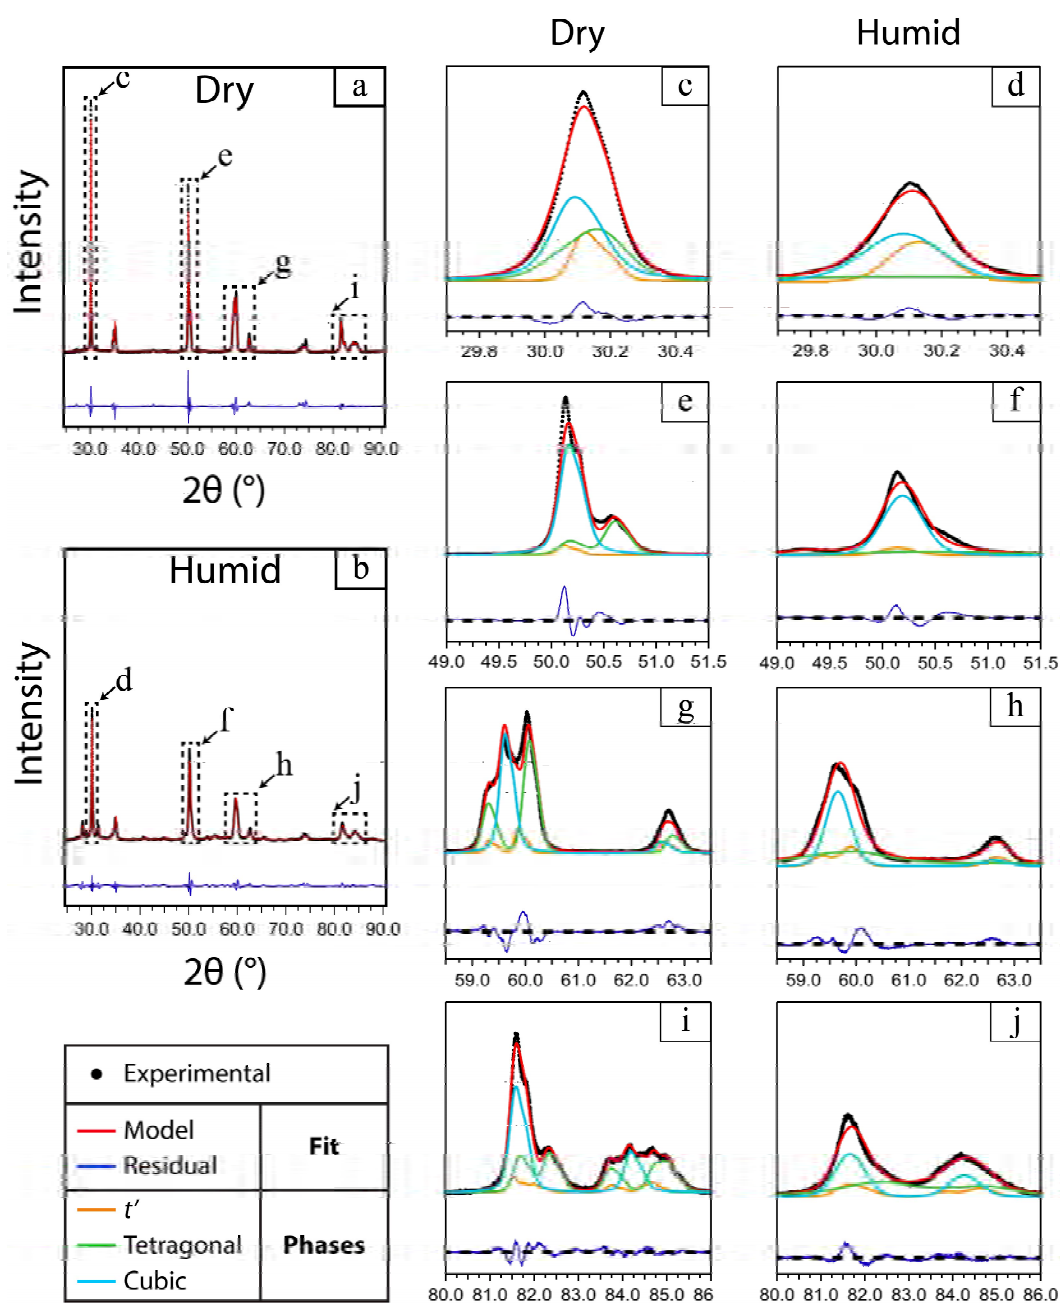 Dry
Humid
Dry
a
c
e
g
i
Intensity
30.0 40.0 50.0 60.0 70.0 80.0 90.0
2θ (°)
c
29.8 30.0 30.2 30.4
d
29.8 30.0 30.2 30.4
e
49.0 49.5 50.0 50.5 51.0 51.5
f
49.0 49.5 50.0 50.5 51.0 51.5
Humid
b
d
f
h
j
Intensity
30.0 40.0 50.0 60.0 70.0 80.0 90.0
2θ (°)
g
59.0 60.0 61.0 62.0 63.0
h
59.0 60.0 61.0 62.0 63.0
i
80.0 81.0 82.0 83.0 84.0 85.0 86
j
80.0 81.0 82.0 83.0 84.0 85.0 86.0
Experimental
Model
Residual
Fit
t′
Tetragonal
Cubic
Phases